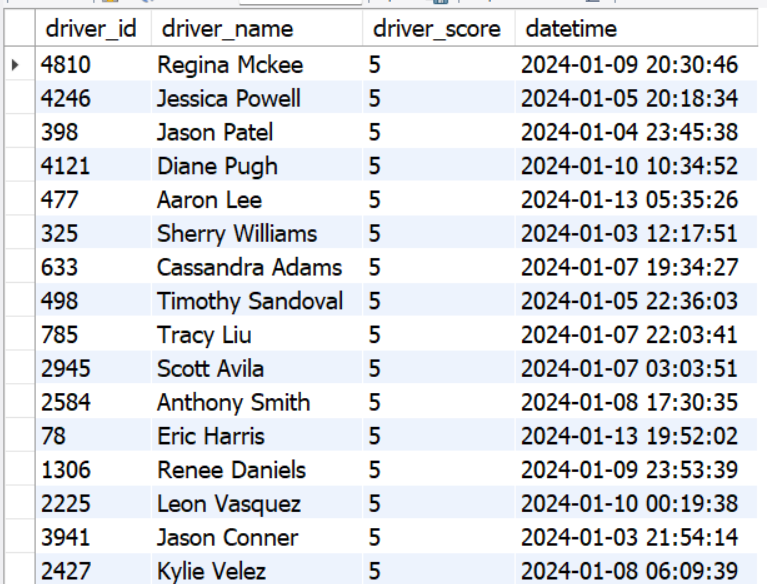 driver_id driver_name driver_score datetime
4810 Regina Mckee 5 2024-01-09 20:30:46
4246 Jessica Powell 5 2024-01-05 20:18:34
398 Jason Patel 5 2024-01-04 23:45:38
4121 Diane Pugh 5 2024-01-10 10:34:52
477 Aaron Lee 5 2024-01-13 05:35:26
325 Sherry Williams 5 2024-01-03 12:17:51
633 Cassandra Adams 5 2024-01-07 19:34:27
498 Timothy Sandoval 5 2024-01-05 22:36:03
785 Tracy Liu 5 2024-01-07 22:03:41
2945 Scott Avila 5 2024-01-07 03:03:51
2584 Anthony Smith 5 2024-01-08 17:30:35
78 Eric Harris 5 2024-01-13 19:52:02
1306 Renee Daniels 5 2024-01-09 23:53:39
2225 Leon Vasquez 5 2024-01-10 00:19:38
3941 Jason Conner 5 2024-01-03 21:54:14
2427 Kylie Velez 5 2024-01-08 06:09:39